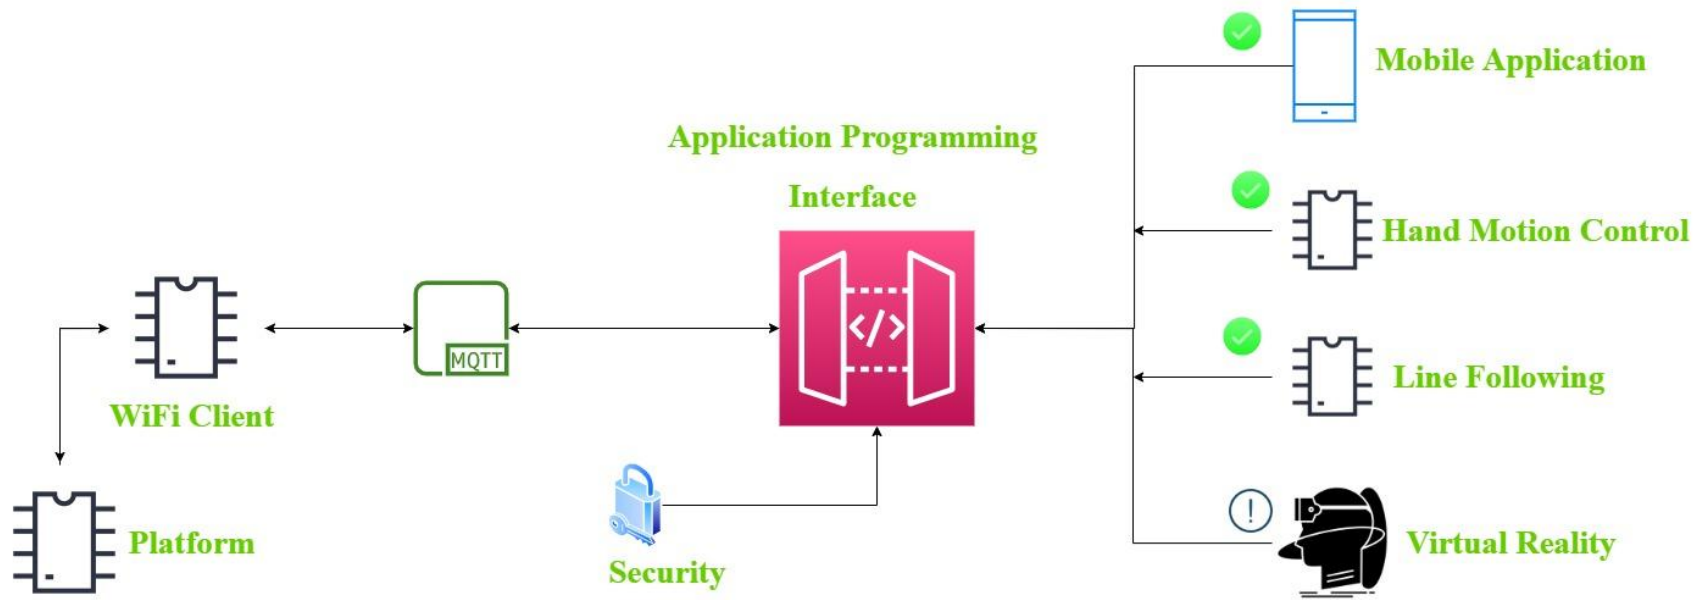 Mobile Application
Application Programming
Interface
Hand Motion Control
</>
MQTT
WiFi Client
Line Following
Platform
Security
!
Virtual Reality